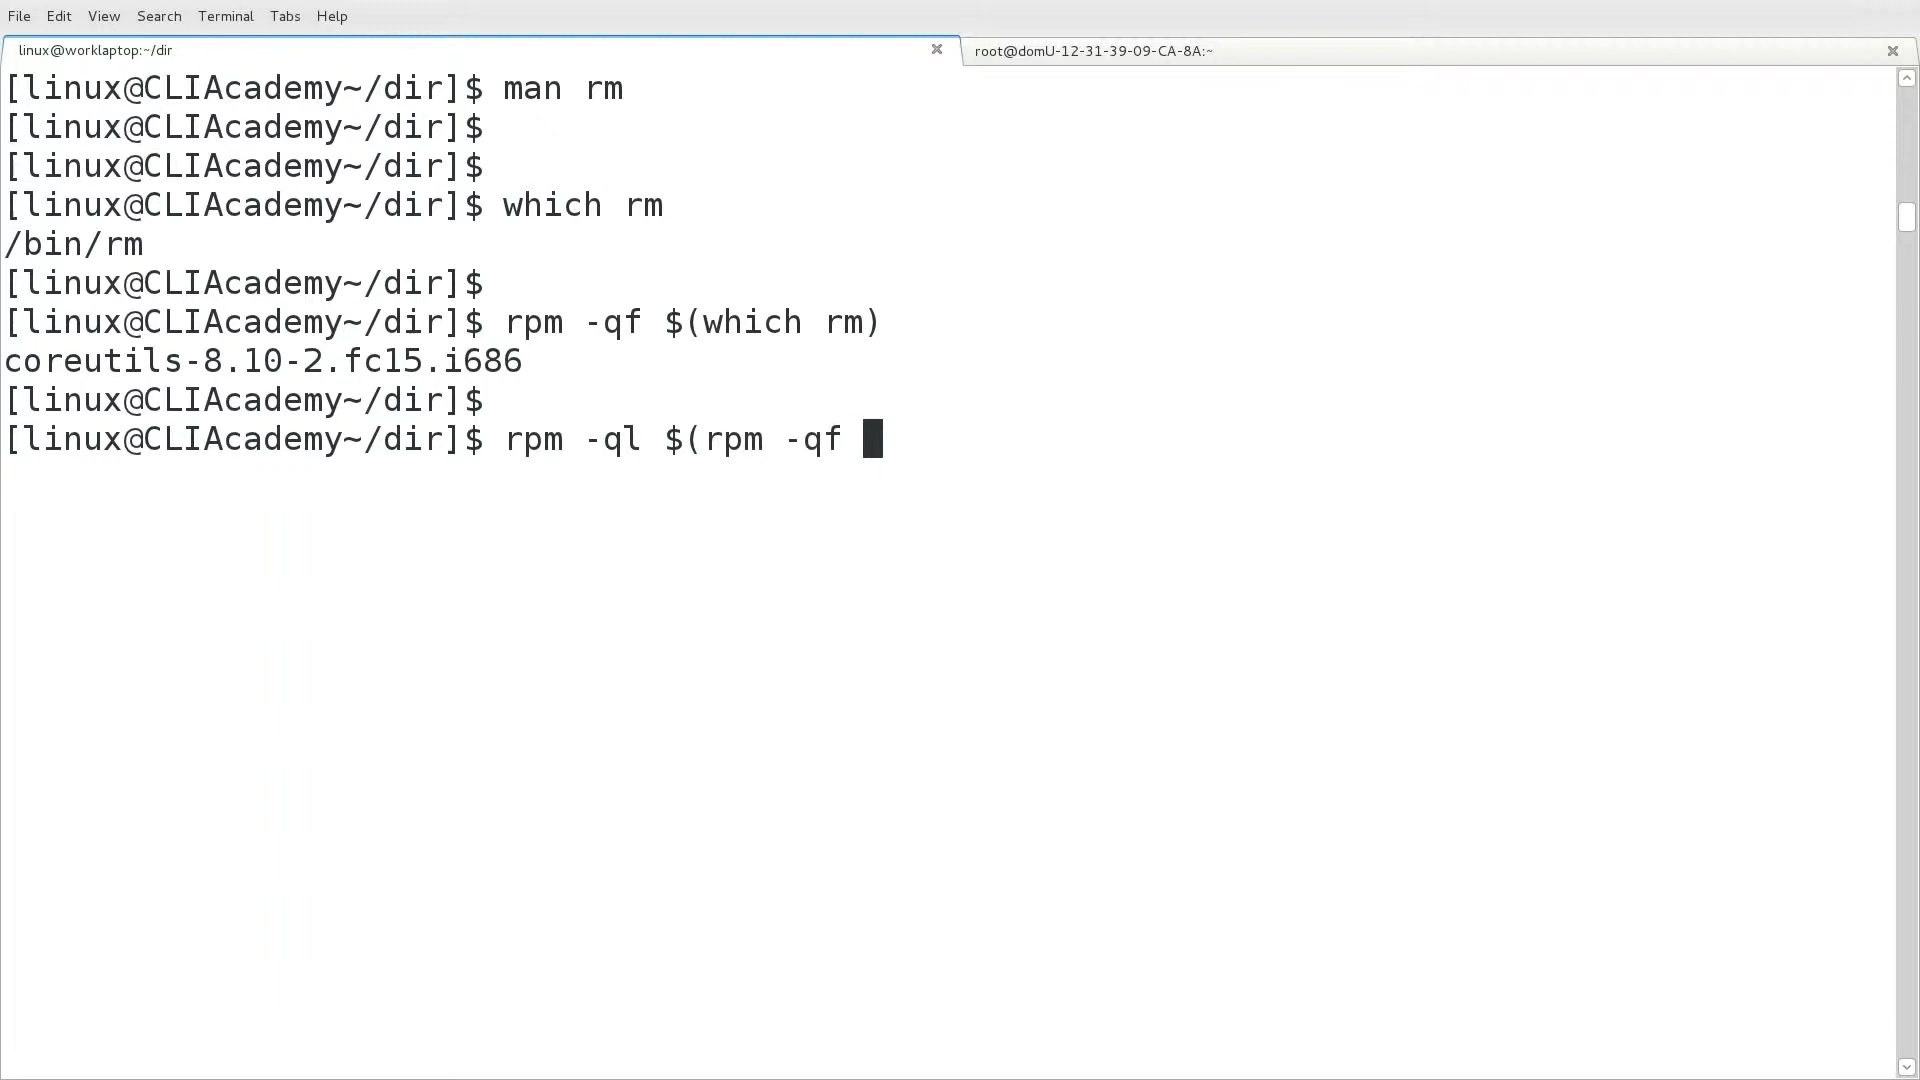 File Edit View Search Terminal Tabs Help
linux@worklaptop:~/dir root@domU-12-31-39-09-CA-8A:~
[linux@CLIAcademy~/dir]$ man rm
[linux@CLIAcademy~/dir]$
[linux@CLIAcademy~/dir]$
[linux@CLIAcademy~/dir]$ which rm
/bin/rm
[linux@CLIAcademy~/dir]$
[linux@CLIAcademy~/dir]$ rpm -qf $(which rm)
coreutils-8.10-2.fc15.i686
[linux@CLIAcademy~/dir]$
[linux@CLIAcademy~/dir]$ rpm -ql $(rpm -qf